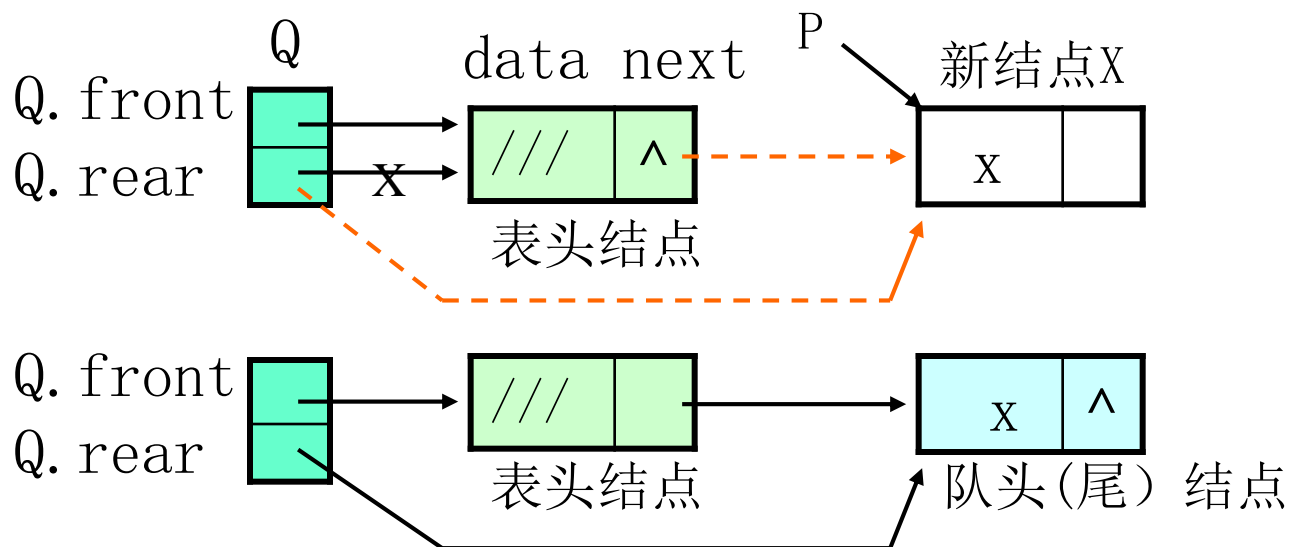 Q
data next
P
新结点X
Q.front
Q.rear
X
///
^
x
表头结点
Q.front
Q.rear
///
x
^
表头结点
队头(尾）结点